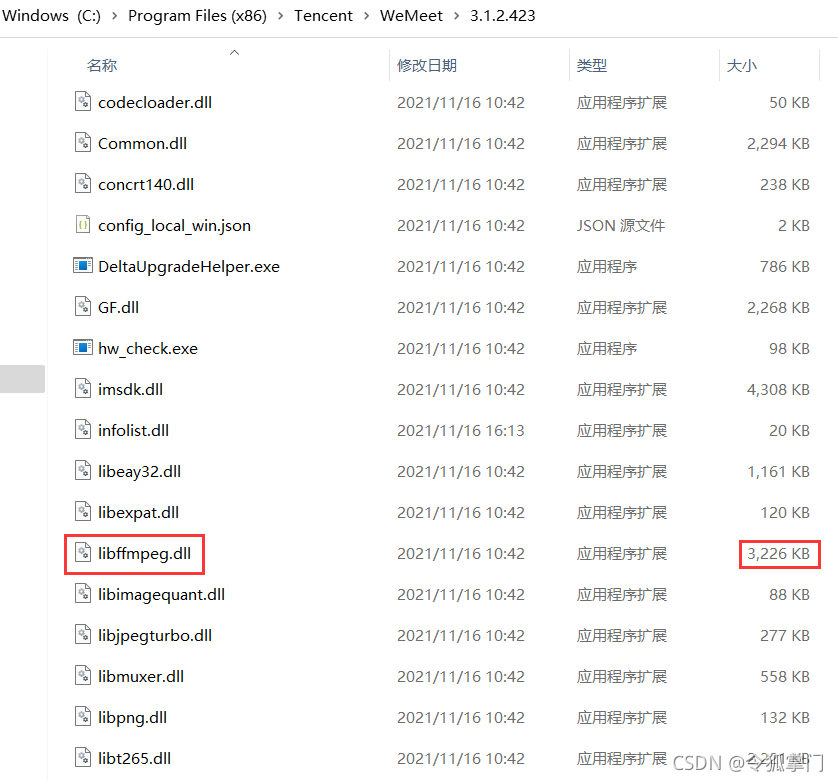 Windows (C:) > Program Files (x86) > Tencent > WeMeet > 3.1.2.423
名称 修改日期 类型 大小
codecloader.dll 2021/11/16 10:42 应用程序扩展 50 KB
Common.dll 2021/11/16 10:42 应用程序扩展 2,294 KB
concrt140.dll 2021/11/16 10:42 应用程序扩展 238 KB
config_local_win.json 2021/11/16 10:42 JSON 源文件 2 KB
DeltaUpgradeHelper.exe 2021/11/16 10:42 应用程序 786 KB
GF.dll 2021/11/16 10:42 应用程序扩展 2,268 KB
hw_check.exe 2021/11/16 10:42 应用程序 98 KB
imsdk.dll 2021/11/16 10:42 应用程序扩展 4,308 KB
infolist.dll 2021/11/16 16:13 应用程序扩展 20 KB
libeay32.dll 2021/11/16 10:42 应用程序扩展 1,161 KB
libexpat.dll 2021/11/16 10:42 应用程序扩展 120 KB
libffmpeg.dll 2021/11/16 10:42 应用程序扩展 3,226 KB
libimagequant.dll 2021/11/16 10:42 应用程序扩展 88 KB
libjpegturbo.dll 2021/11/16 10:42 应用程序扩展 277 KB
libmuxer.dll 2021/11/16 10:42 应用程序扩展 558 KB
libpng.dll 2021/11/16 10:42 应用程序扩展 132 KB
libt265.dll 2021/11/16 10:42 应用程序扩展 KB
CSDN @令狐掌门